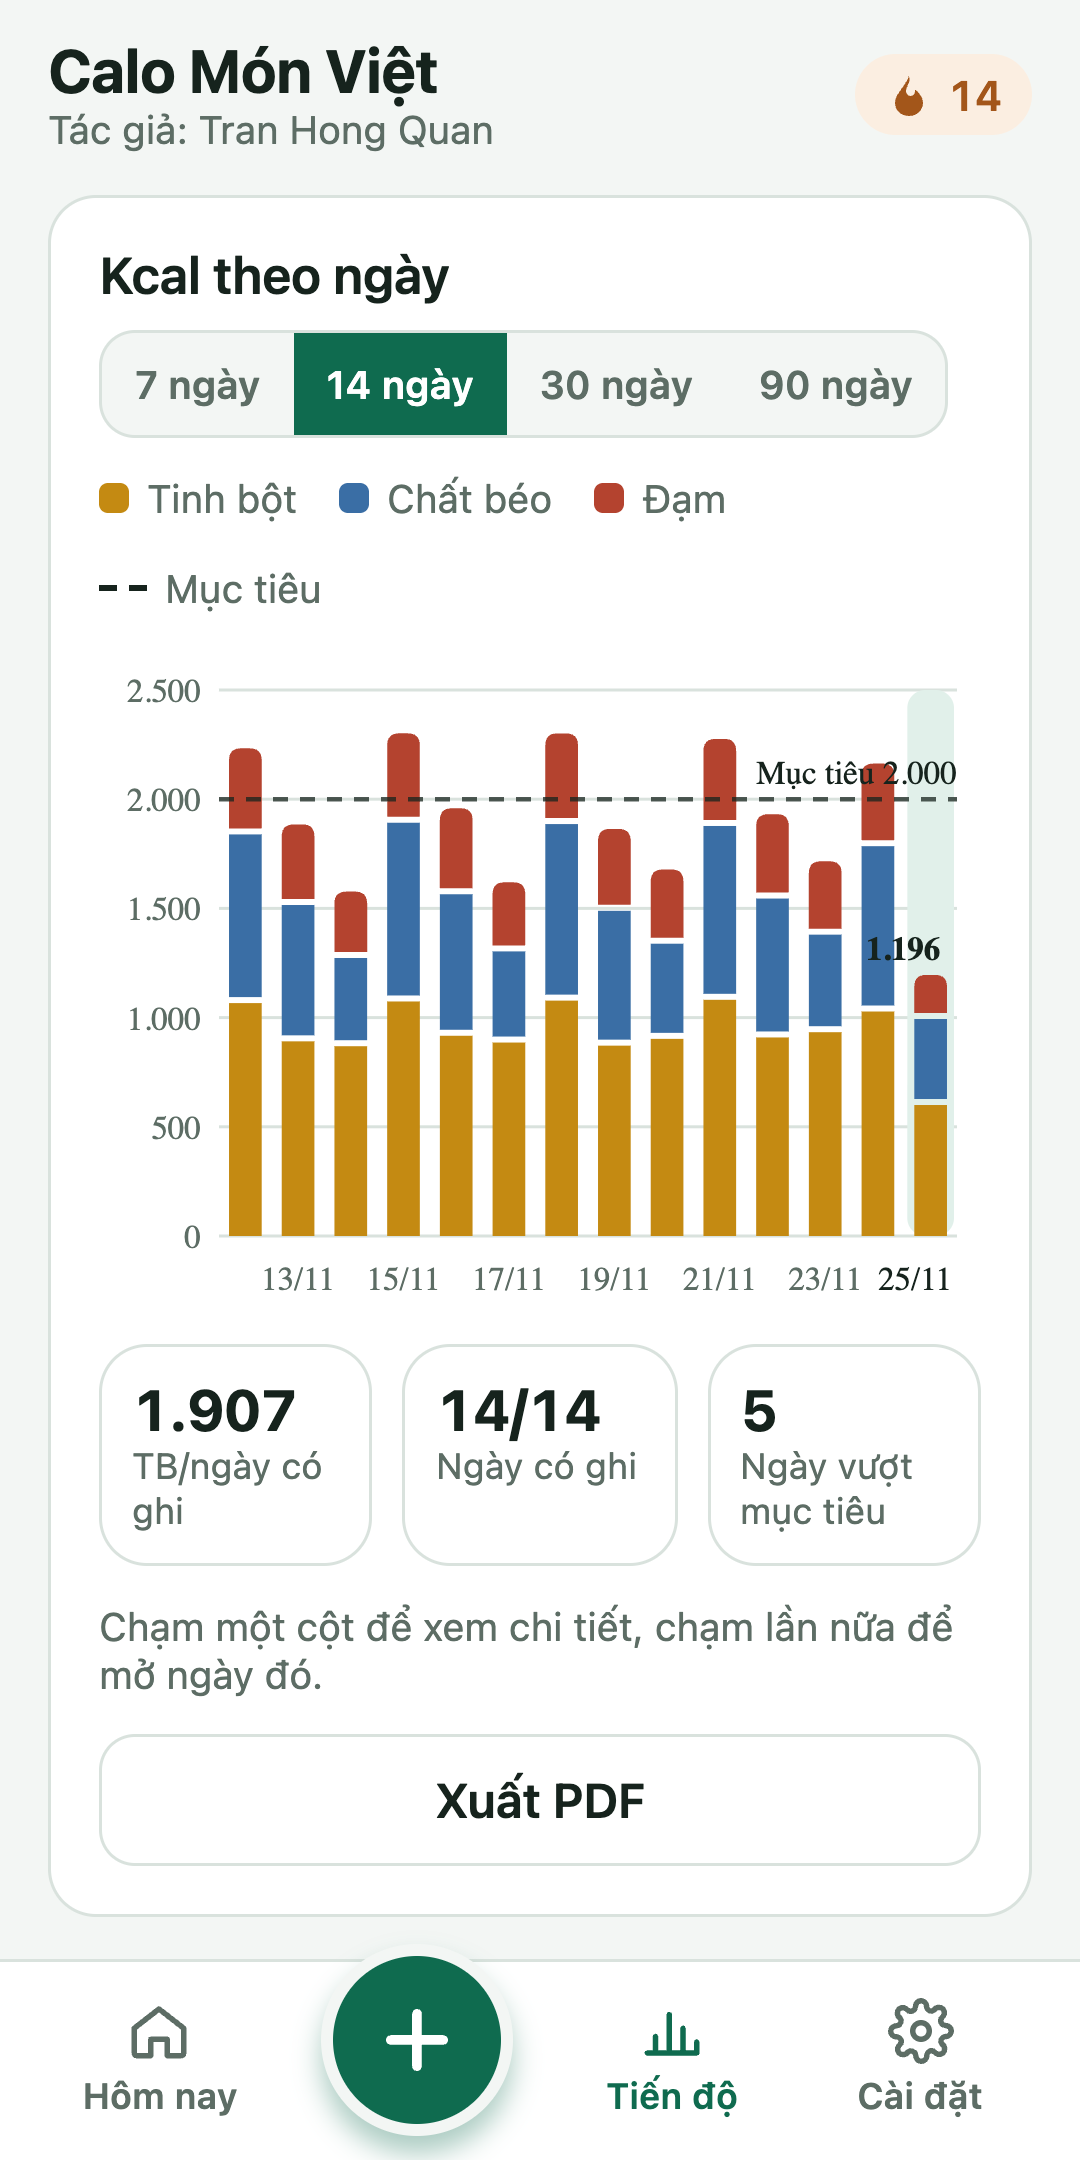 Calo Món Việt
Tác giả: Tran Hong Quan
14
Kcal theo ngày
7 ngày 14 ngày 30 ngày 90 ngày
Tinh bột Chất béo Đạm
Mục tiêu
2.500
Mục tiêu 2.000
2.000
1.500
1.196
1.000
500
0
13/11 15/11 17/11 19/11 21/11 23/11 25/11
1.907 14/14 5
TB/ngày có ghi
Ngày có ghi
Ngày vượt mục tiêu
Chạm một cột để xem chi tiết, chạm lần nữa để
mở ngày đó.
Xuất PDF
Hôm nay Tiến độ Cài đặt